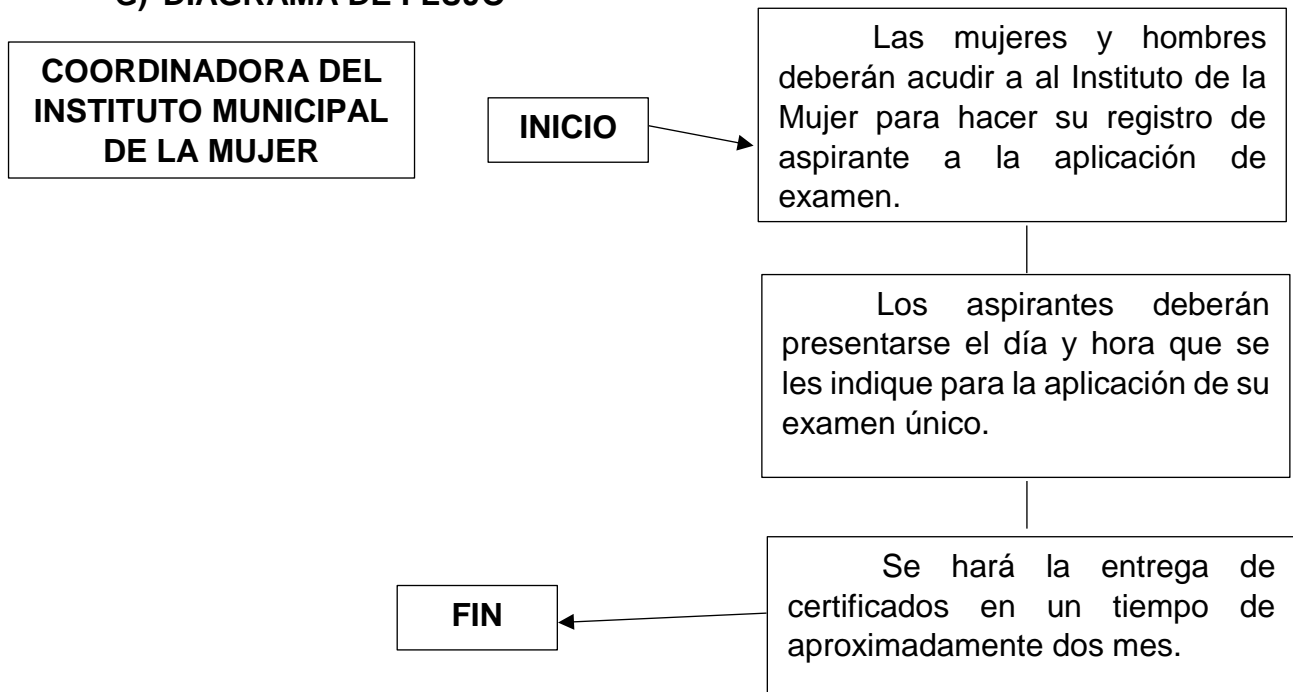 G) DIAGRAMA DE FLUJO
COORDINADORA DEL
INSTITUTO MUNICIPAL
DE LA MUJER
INICIO
Las mujeres y hombres
deberán acudir a al Instituto de la
Mujer para hacer su registro de
aspirante a la aplicación de
examen.
Los aspirantes deberán
presentarse el día y hora que se
les indique para la aplicación de su
examen único.
Se hará la entrega de
certificados en un tiempo de
aproximadamente dos mes.
FIN